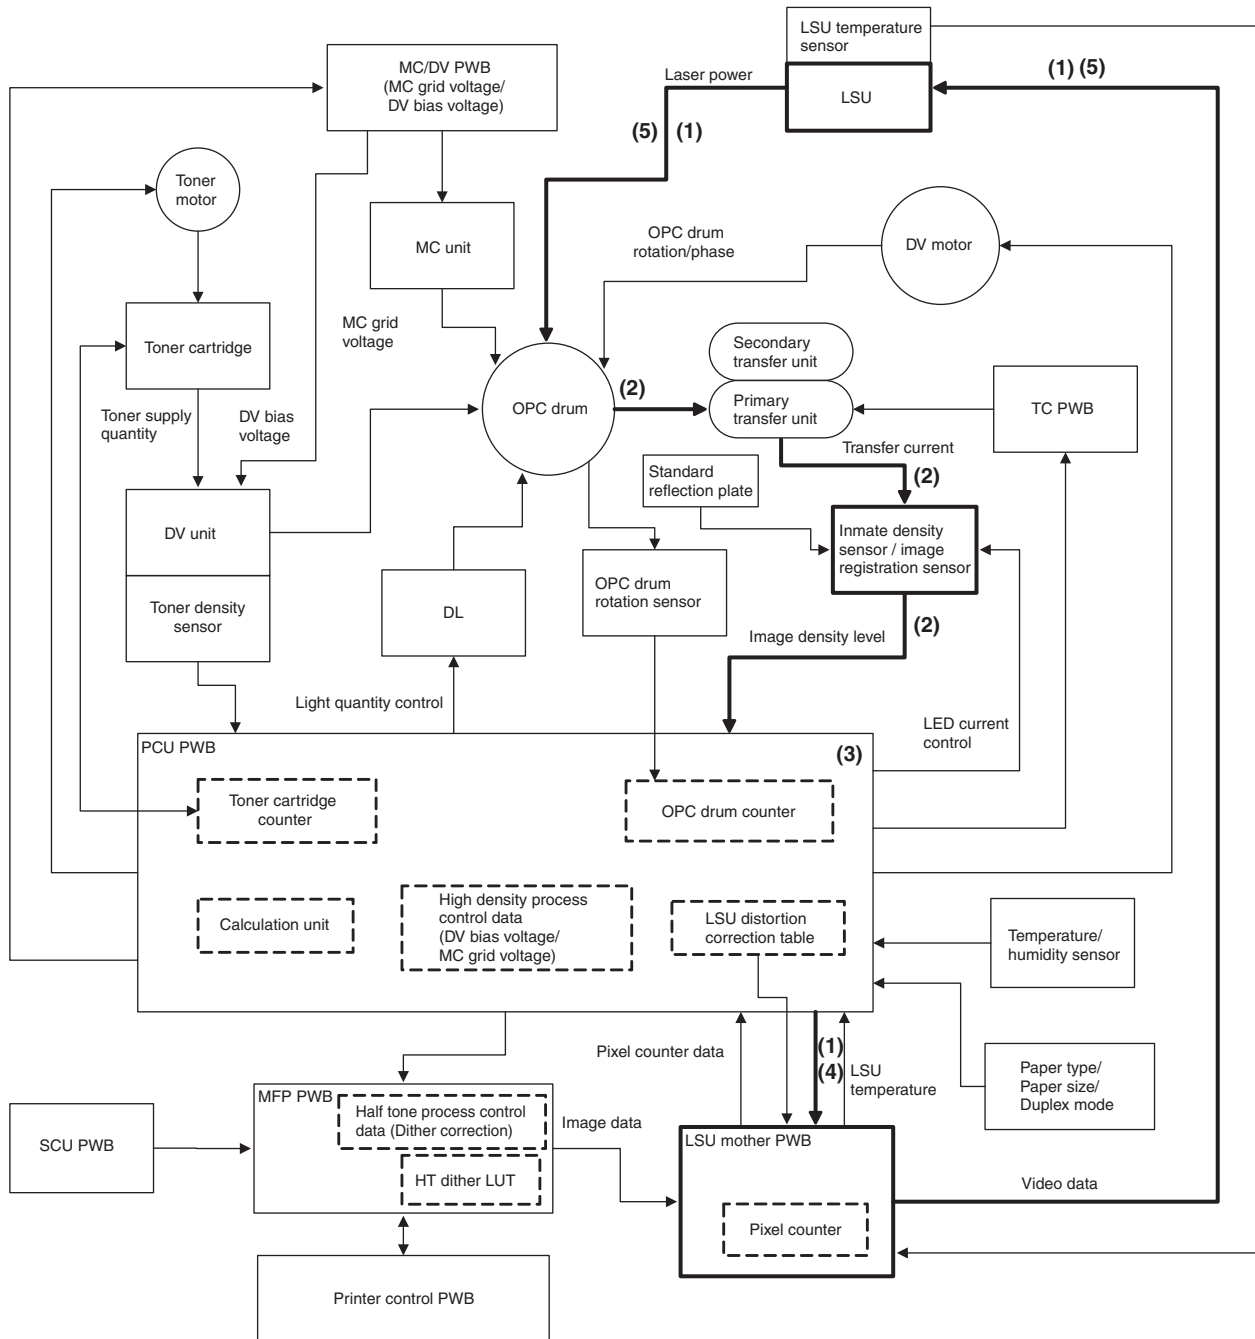 LSU temperature
sensor
MC/DV PWB
(MC grid voltage/
DV bias voltage)
Laser power
(1) (5)
LSU
(5)
(1)
Toner
motor
MC unit
OPC drum
rotation/phase
DV motor
MC grid
voltage
Toner cartridge
Secondary
transfer unit
(2)
OPC drum
Primary
transfer unit
TC PWB
Toner supply
quantity
DV bias
voltage
Transfer current
Standard
reflection plate
(2)
DV unit
Inmate density
sensor / image
registration sensor
OPC drum
rotation sensor
Toner density
sensor
DL
(2)
Image density level
Light quantity control
LED current
control
PCU PWB
(3)
Toner cartridge
counter
OPC drum counter
Calculation unit
High density process
control data
(DV bias voltage/
MC grid voltage)
LSU distortion
correction table
Temperature/
humidity sensor
Pixel counter data
(1)
(4)
LSU
temperature
Paper type/
Paper size/
Duplex mode
MFP PWB
Half tone process control
data (Dither correction)
Image data
LSU mother PWB
SCU PWB
HT dither LUT
Video data
Pixel counter
Printer control PWB